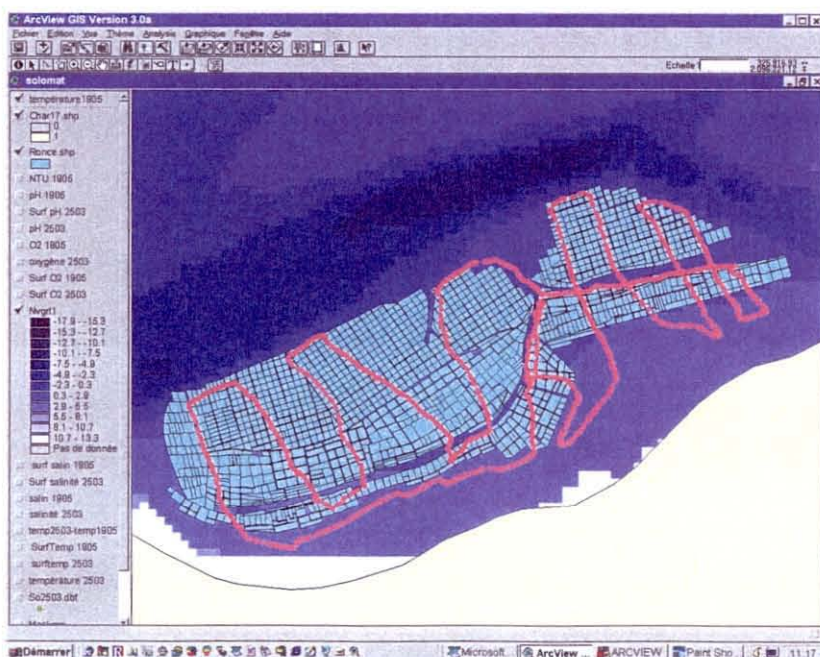 ArcView GIS Version 3.0a
Fichier Edition Vue Thème Analysis Graphique Fenêtre Aide
Echelle 1
solomat
température 1905
Char17.shp
0
1
Ronce.shp
NTU 1905
pH 1905
Surf pH 2503
pH 2503
O2 1905
oxygène 2503
Surf O2 1905
Surf O2 2503
Nvgrt1
-17.9 - -15.3
-15.3 - -12.7
-12.7 - -10.1
-10.1 - -7.5
-7.5 - -4.9
-4.9 - -2.3
-2.3 - 0.3
0.3 - 2.9
2.9 - 5.5
5.5 - 8.1
8.1 - 10.7
10.7 - 13.3
Pas de donnée
surf salin 1905
Surf salinité 2503
salin 1905
salinité 2503
temp2503-temp1905
SurfTemp 1905
surftemp 2503
température 2503
So2503.dbf
Démarrer Microsoft... ArcView ... ARCVIEW Paint Sho... 11:17